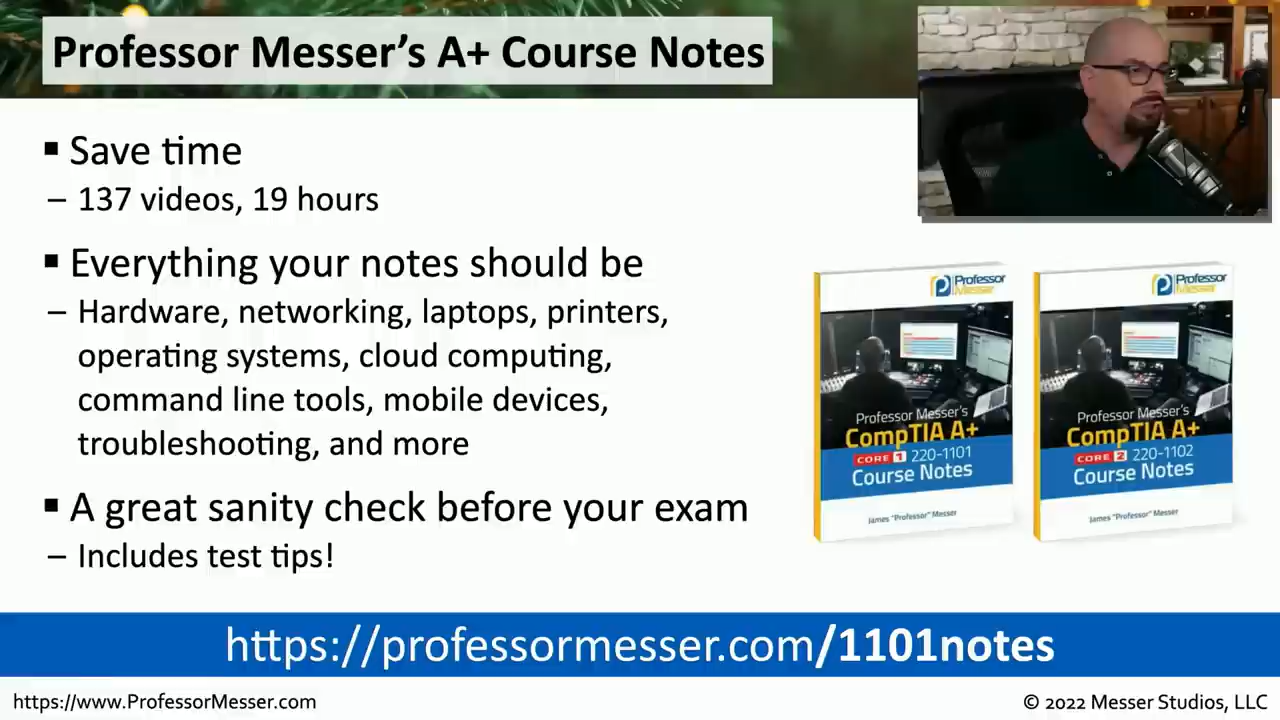 Professor Messer's A+ Course Notes
▪ Save time
– 137 videos, 19 hours
▪ Everything your notes should be
– Hardware, networking, laptops, printers,
operating systems, cloud computing,
command line tools, mobile devices,
troubleshooting, and more
▪ A great sanity check before your exam
– Includes test tips!
Professor
Messer
Professor Messer's
CompTIA A+
CORE 1 220-1101
Course Notes
James "Professor" Messer
Professor
Messer
Professor Messer's
CompTIA A+
CORE 2 220-1102
Course Notes
James "Professor" Messer
https://professormesser.com/1101notes
https://www.ProfessorMesser.com
© 2022 Messer Studios, LLC